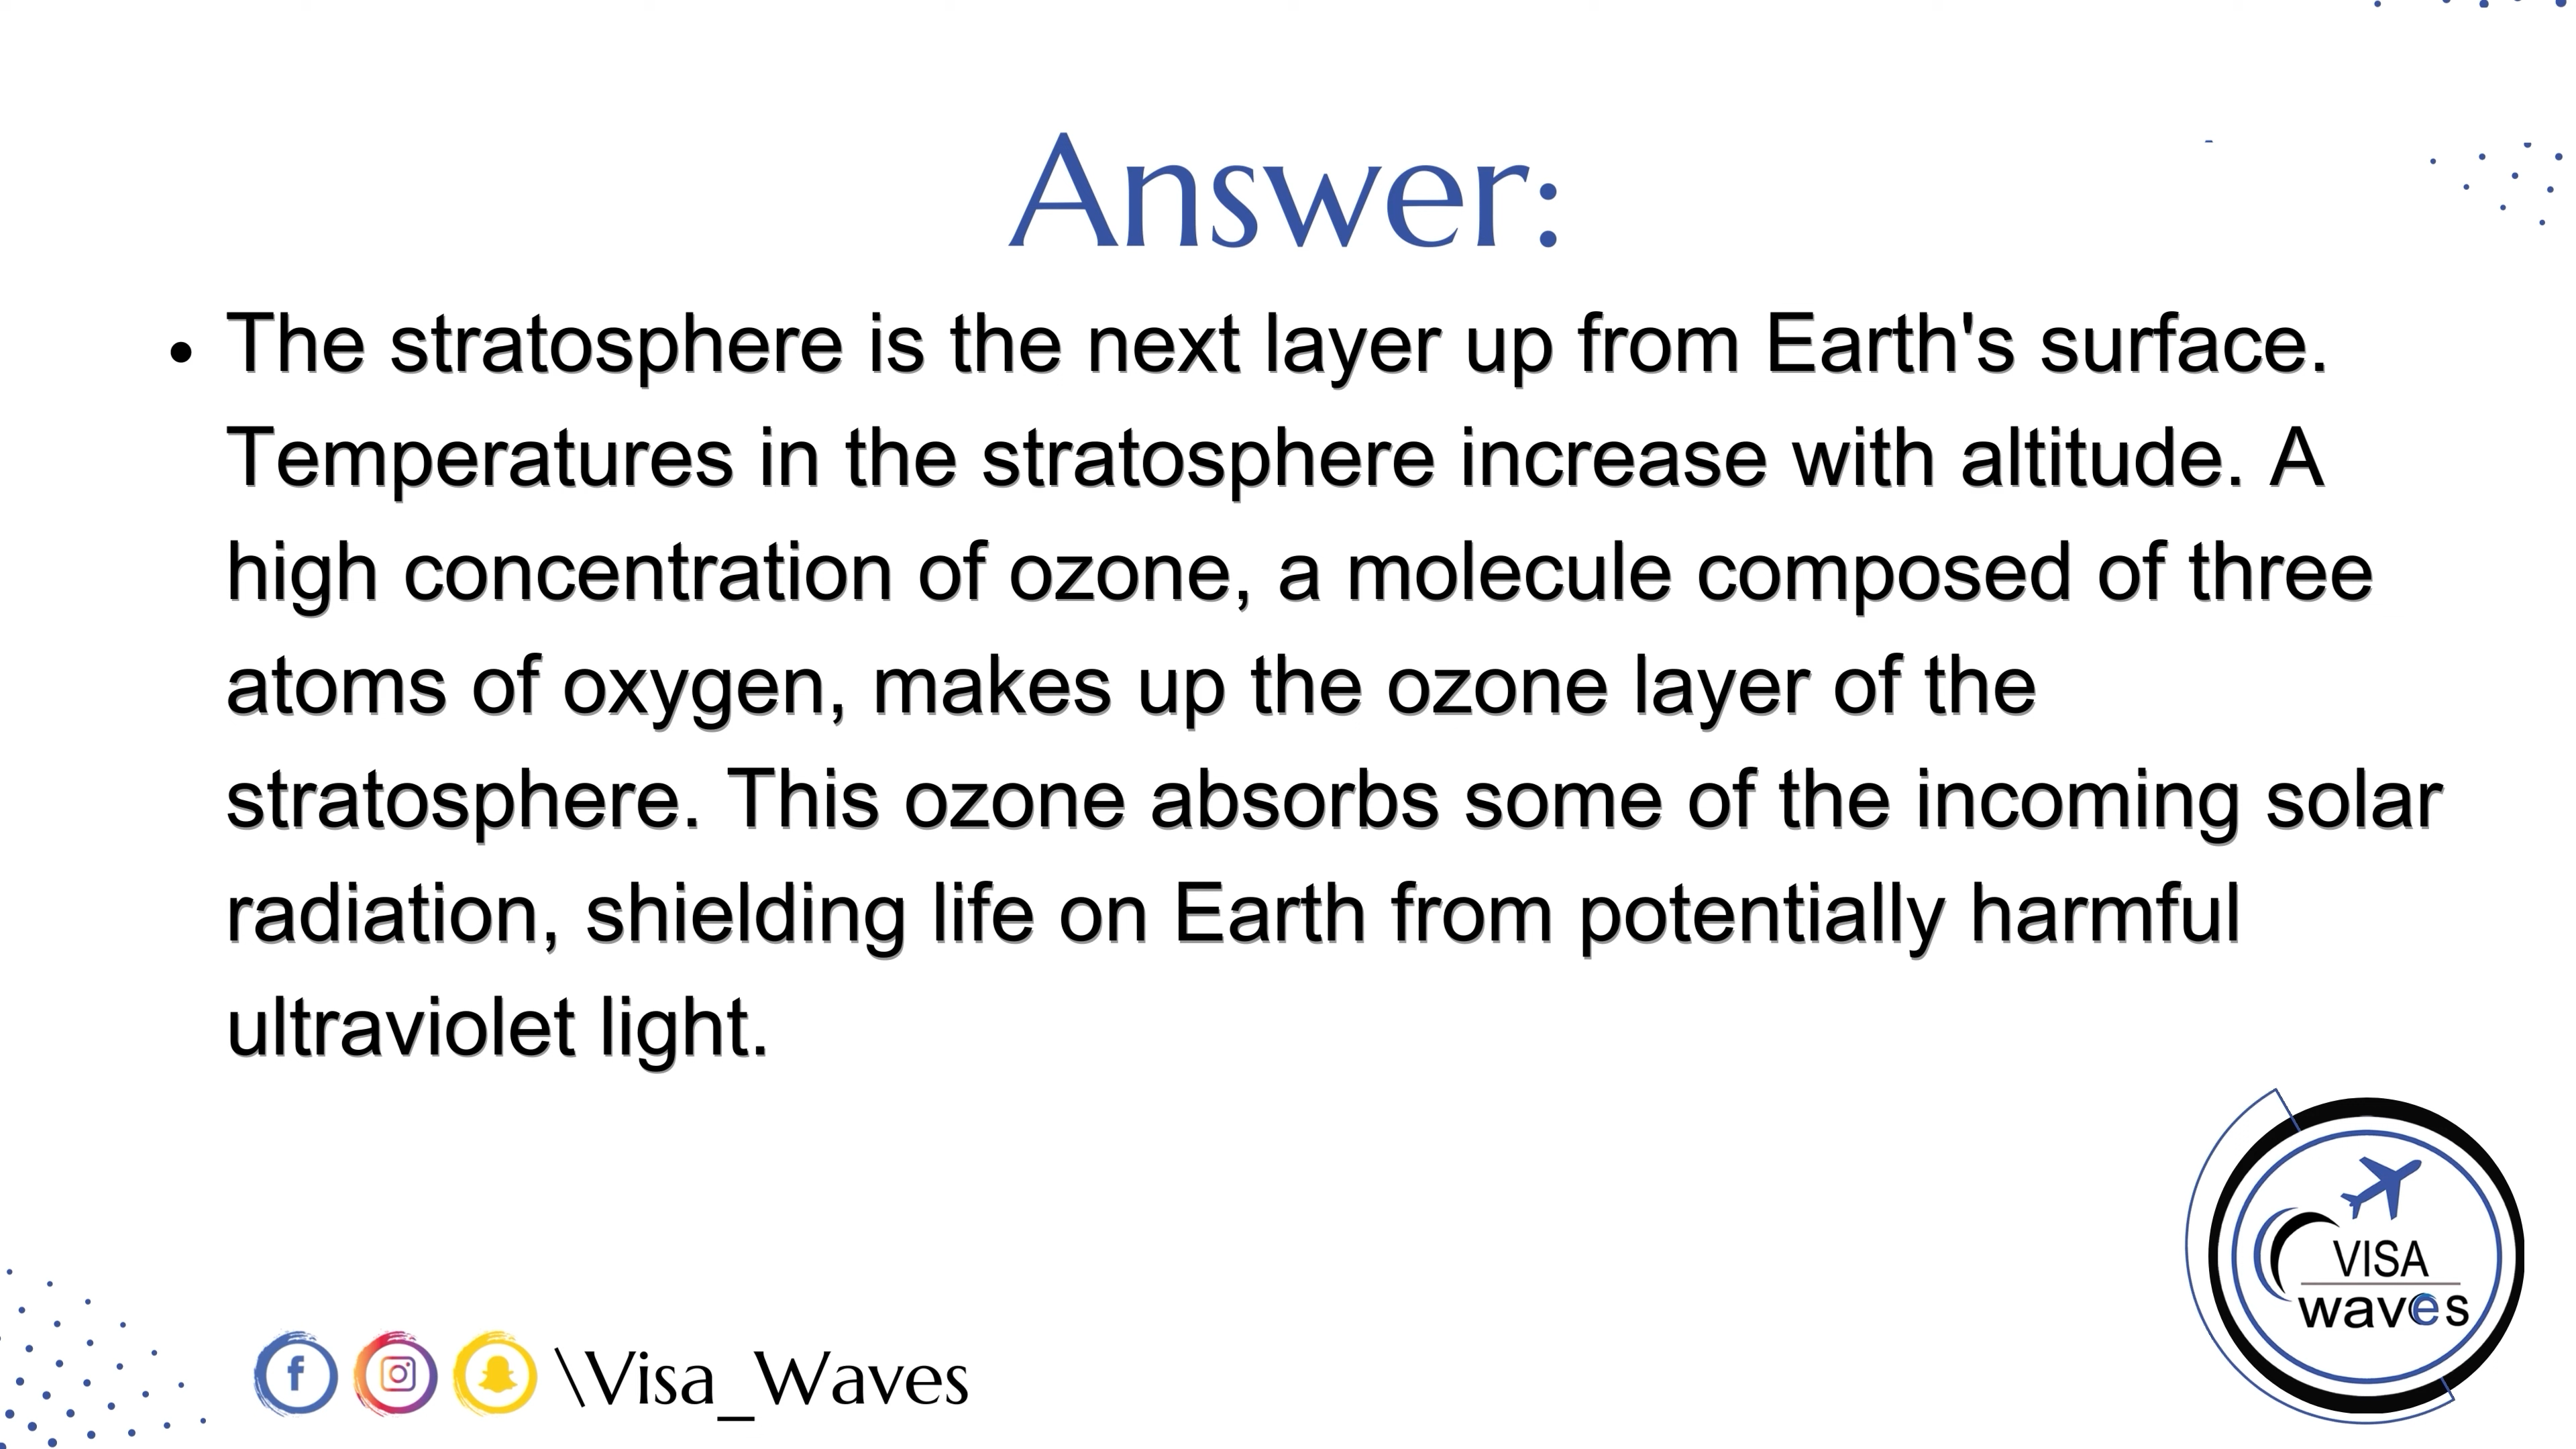 Answer:
• The stratosphere is the next layer up from Earth's surface.
Temperatures in the stratosphere increase with altitude. A
high concentration of ozone, a molecule composed of three
atoms of oxygen, makes up the ozone layer of the
stratosphere. This ozone absorbs some of the incoming solar
radiation, shielding life on Earth from potentially harmful
ultraviolet light.
VISA
waves
\Visa_Waves